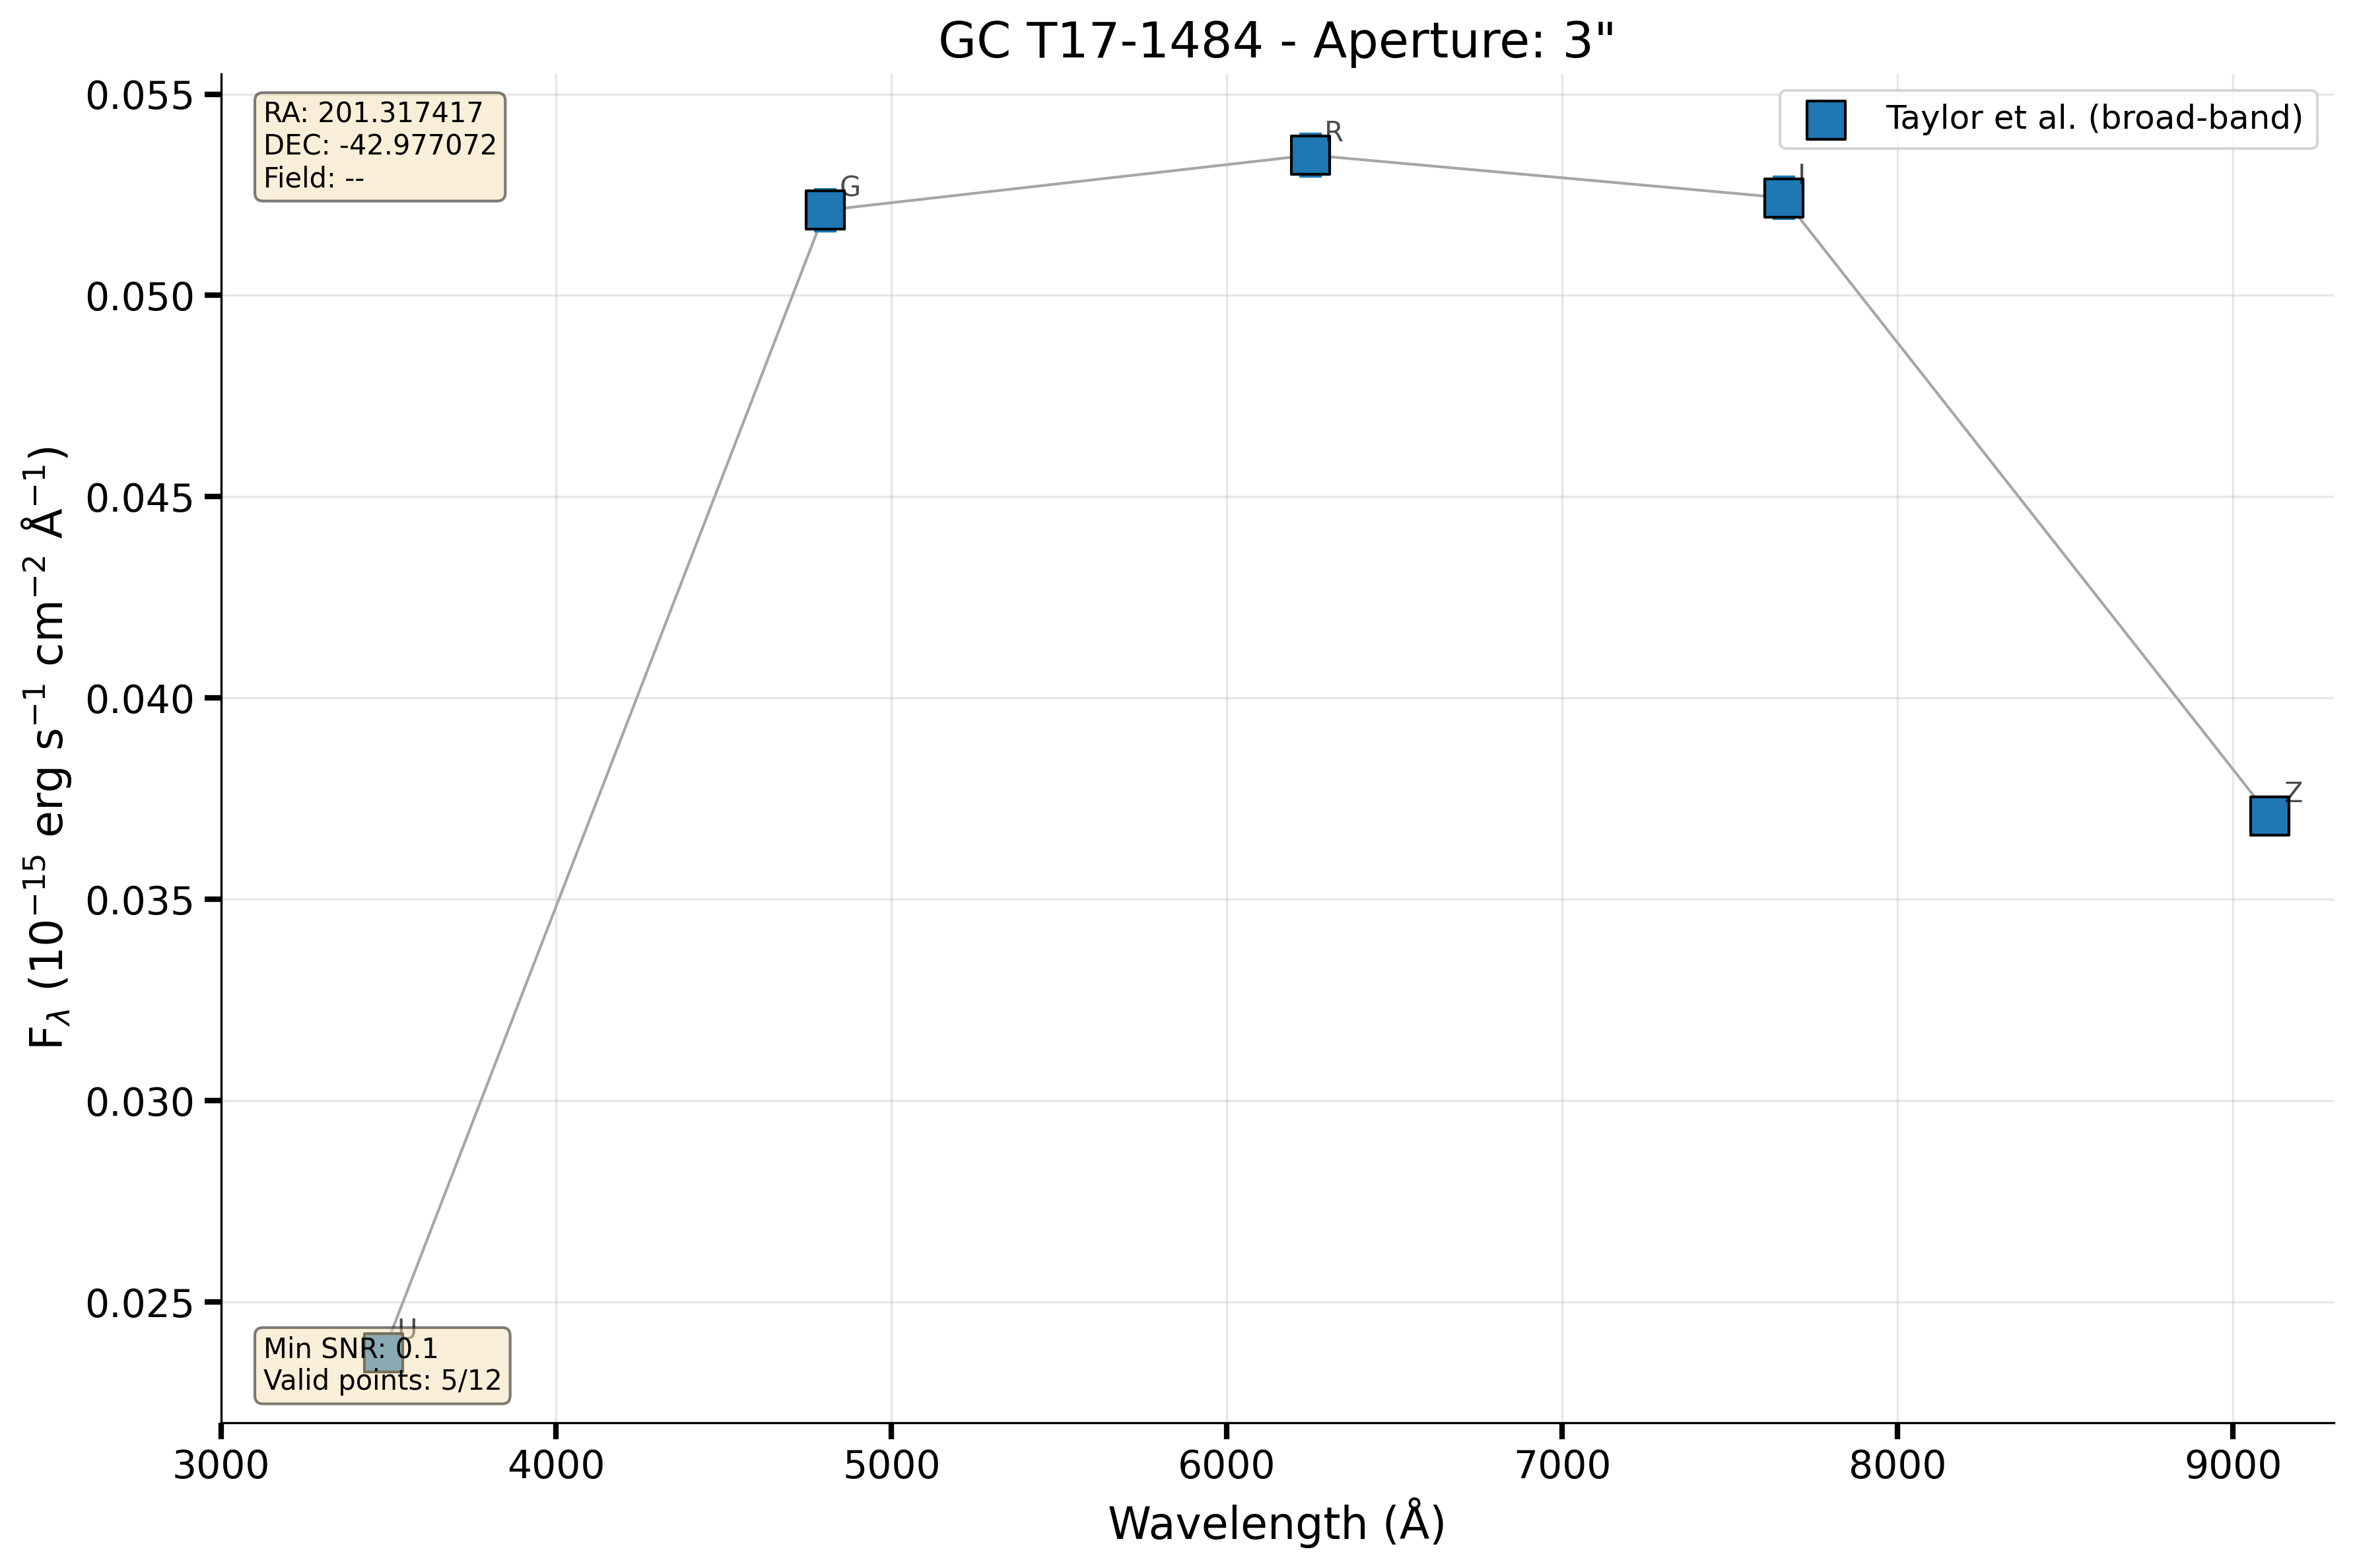 GC T17-1484 - Aperture: 3"
RA: 201.317417
DEC: -42.977072
Field: --
Taylor et al. (broad-band)
G
R
I
Z
U
Min SNR: 0.1
Valid points: 5/12
0.055
0.050
0.045
0.040
0.035
0.030
0.025
F_λ (10⁻¹⁵ erg s⁻¹ cm⁻² Å⁻¹)
3000 4000 5000 6000 7000 8000 9000
Wavelength (Å)